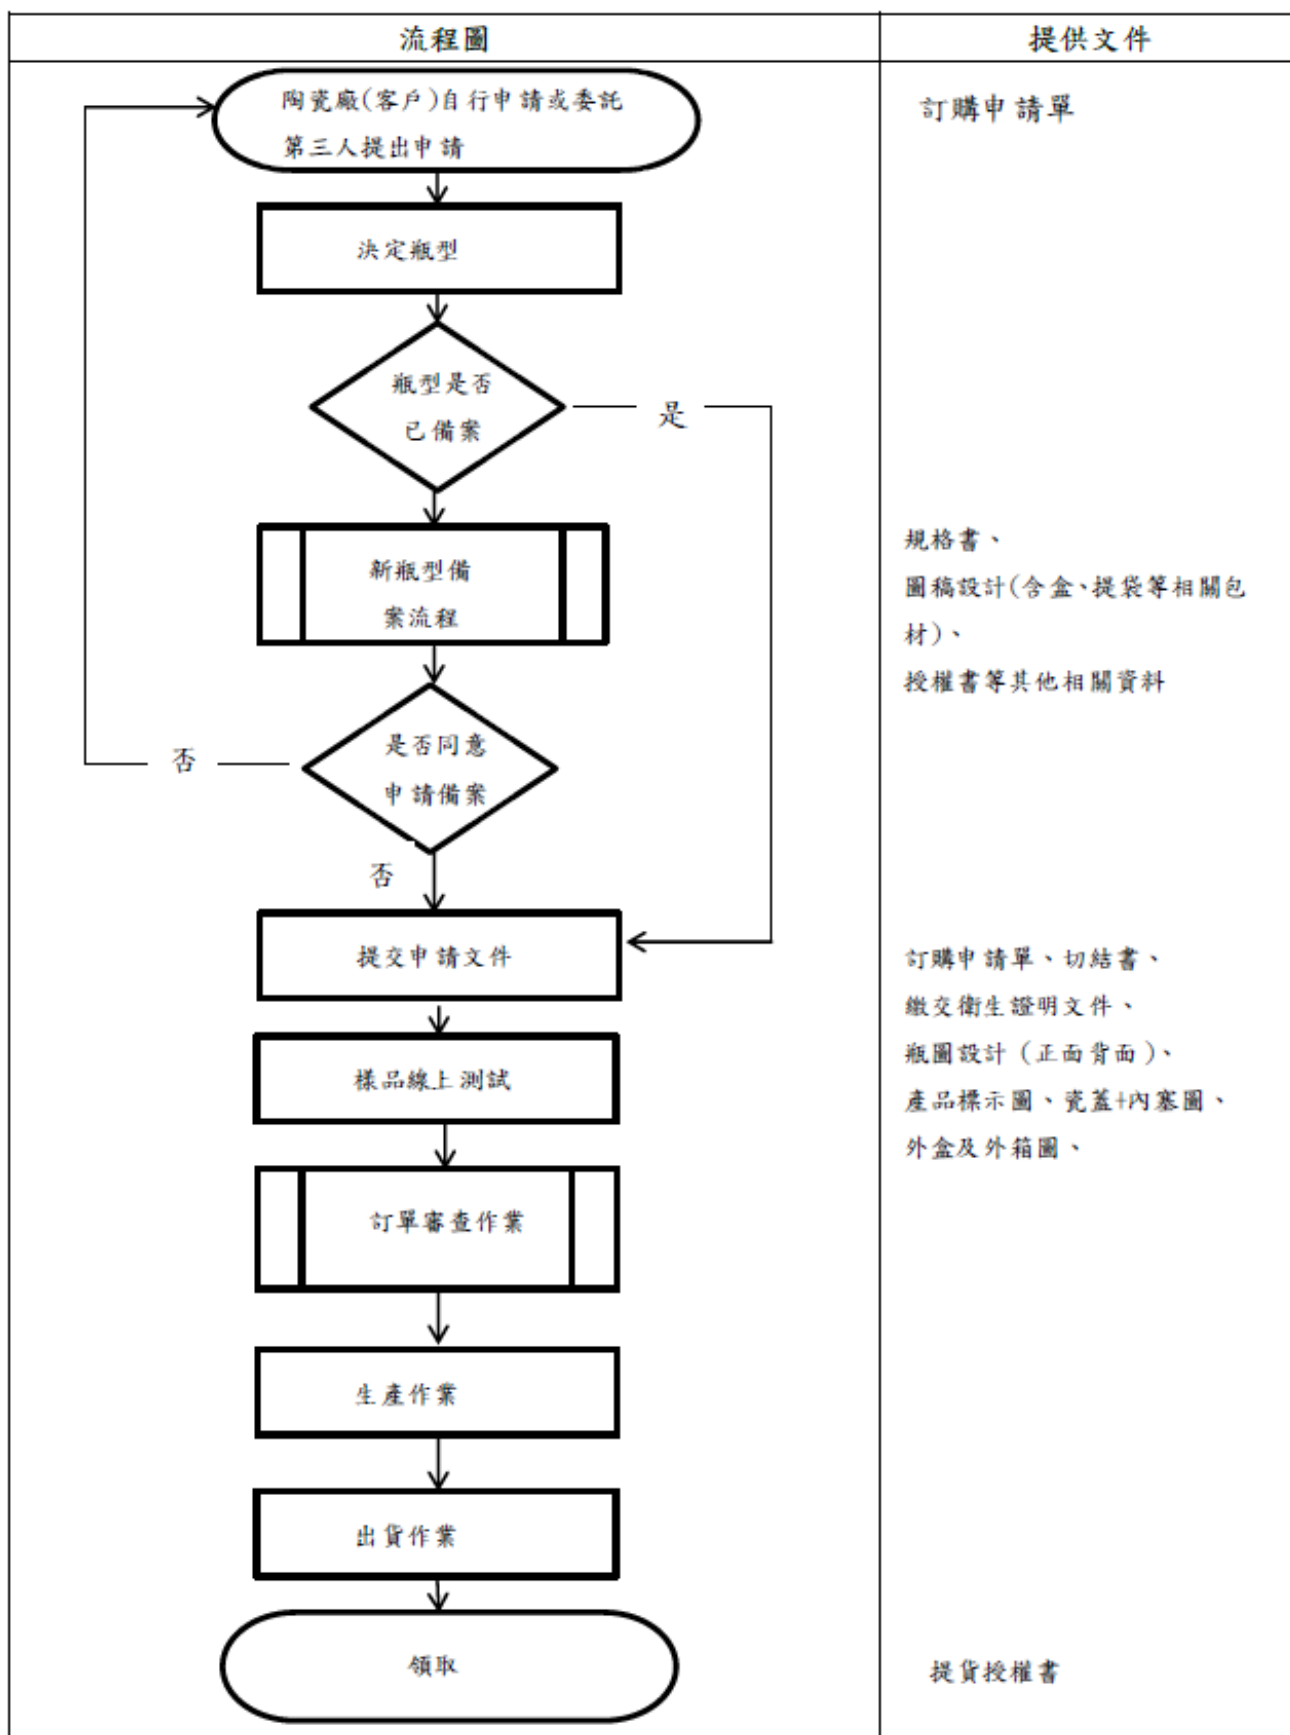 流程圖
提供文件
陶瓷廠(客戶)自行申請或委託
第三人提出申請
訂購申請單
決定瓶型
瓶型是否
已備案
是
新瓶型備
案流程
規格書、
圖稿設計(含盒、提袋等相關包
材)、
授權書等其他相關資料
是否同意
申請備案
否
否
提交申請文件
訂購申請單、切結書、
繳交衛生證明文件、
瓶圖設計(正面背面)、
產品標示圖、瓷蓋+內塞圖、
外盒及外箱圖、
樣品線上測試
訂單審查作業
生產作業
出貨作業
領取
提貨授權書